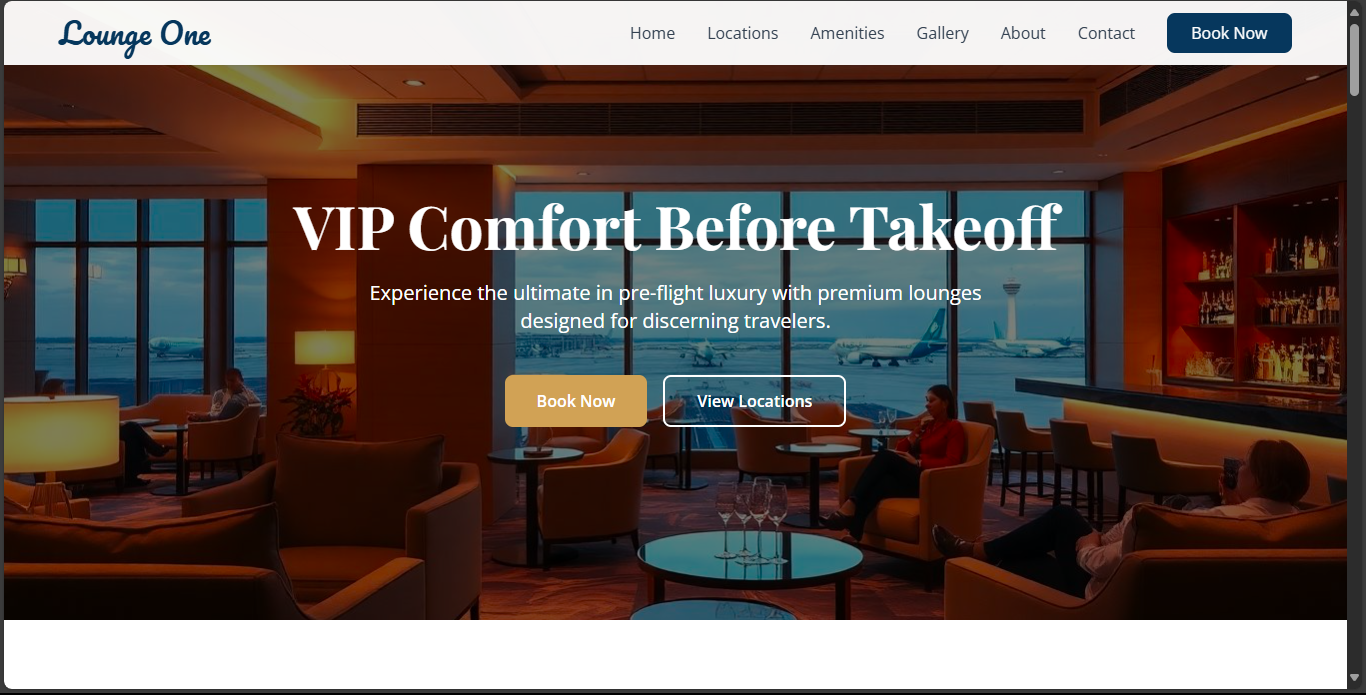 Lounge One
Home
Locations
Amenities
Gallery
About
Contact
Book Now
VIP Comfort Before Takeoff
Experience the ultimate in pre-flight luxury with premium lounges
designed for discerning travelers.
Book Now
View Locations